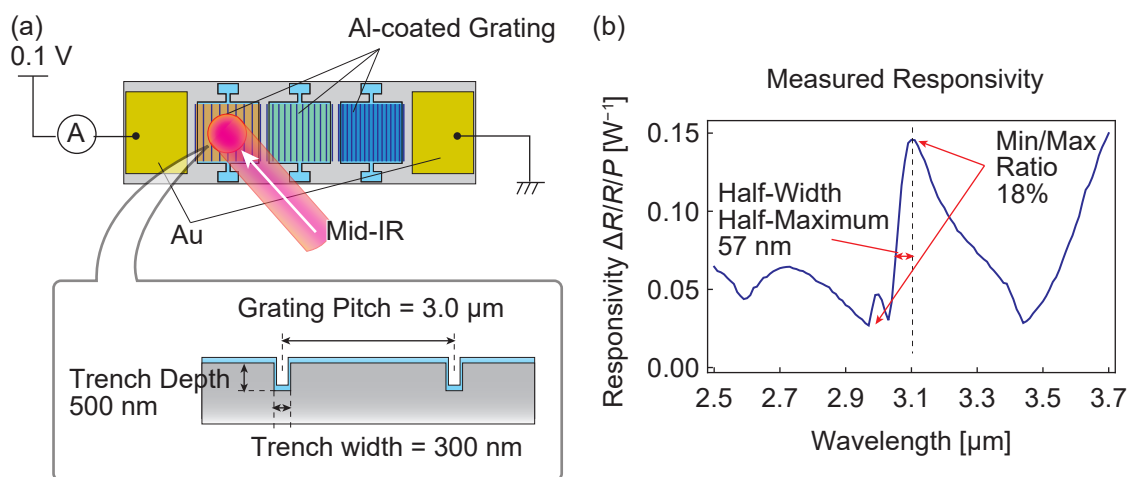 (a)
0.1 V
Al-coated Grating
A
Au
Mid-IR
Grating Pitch = 3.0 μm
Trench Depth
500 nm
Trench width = 300 nm
(b)
Measured Responsivity
Responsivity ΔR/R/P [W⁻¹]
0.15
0.10
0.05
0.00
Half-Width
Half-Maximum
57 nm
Min/Max
Ratio
18%
2.5 2.7 2.9 3.1 3.3 3.5 3.7
Wavelength [μm]